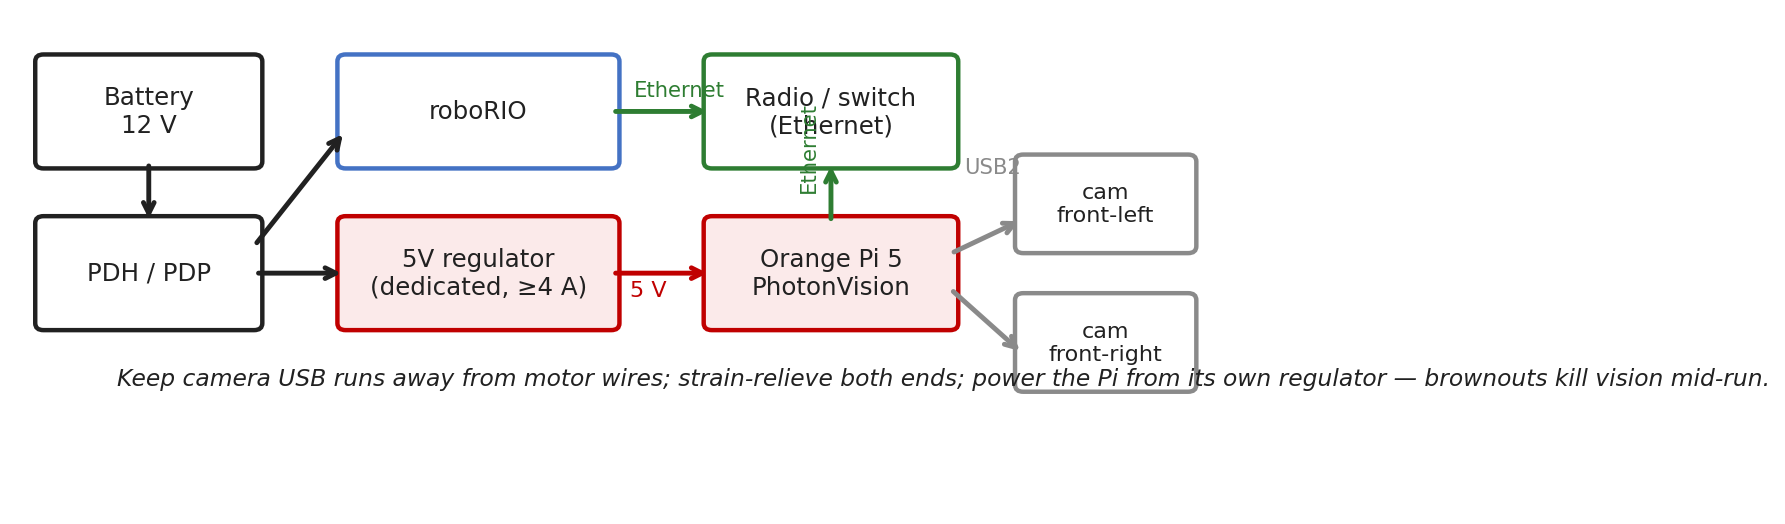 Battery
12 V
roboRIO
Ethernet
Radio / switch
(Ethernet)
Ethernet
USB2
cam
front-left
PDH / PDP
5V regulator
(dedicated, ≥4 A)
5 V
Orange Pi 5
PhotonVision
cam
front-right
Keep camera USB runs away from motor wires; strain-relieve both ends; power the Pi from its own regulator — brownouts kill vision mid-run.